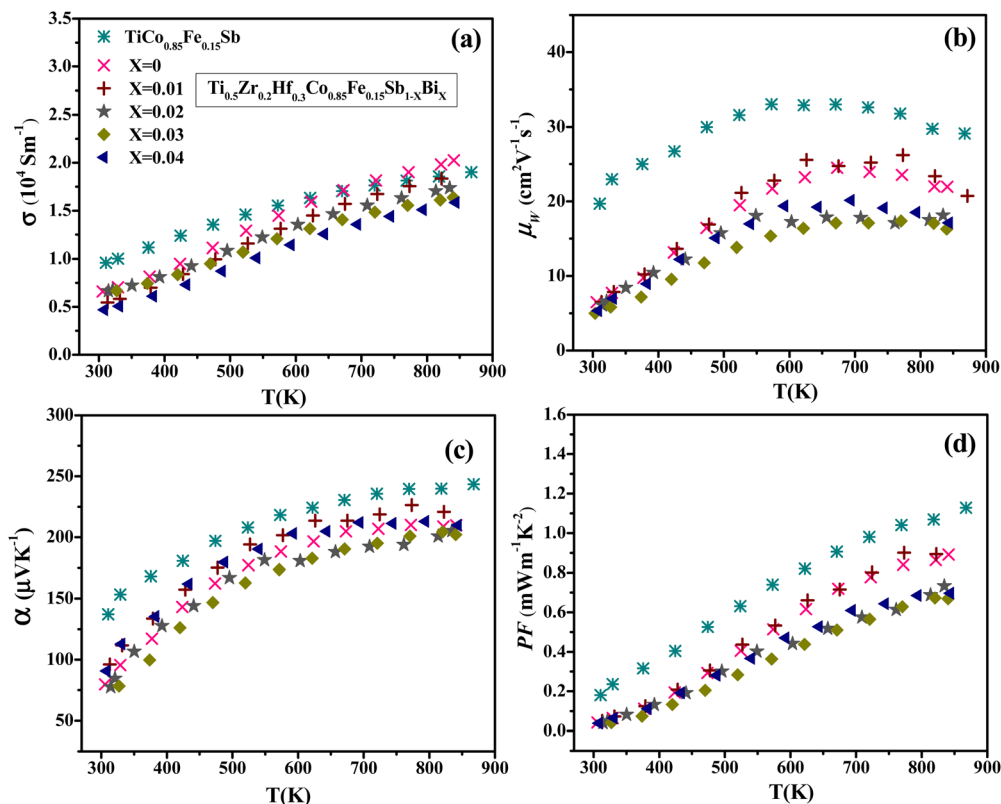 (a)
3.5
3.0
2.5
2.0
1.5
1.0
0.5
0.0
σ (10⁴ Sm⁻¹)
TiCo₀.₈₅Fe₀.₁₅Sb
X=0
X=0.01
X=0.02
X=0.03
X=0.04
Ti₀.₅Zr₀.₂Hf₀.₃Co₀.₈₅Fe₀.₁₅Sb₁₋ₓBiₓ
300 400 500 600 700 800 900
T(K)
(b)
40
30
20
10
0
μ_W (cm²V⁻¹s⁻¹)
300 400 500 600 700 800 900
T(K)
(c)
300
250
200
150
100
50
α (μVK⁻¹)
300 400 500 600 700 800 900
T(K)
(d)
1.6
1.4
1.2
1.0
0.8
0.6
0.4
0.2
0.0
PF (mWm⁻¹K⁻²)
300 400 500 600 700 800 900
T(K)